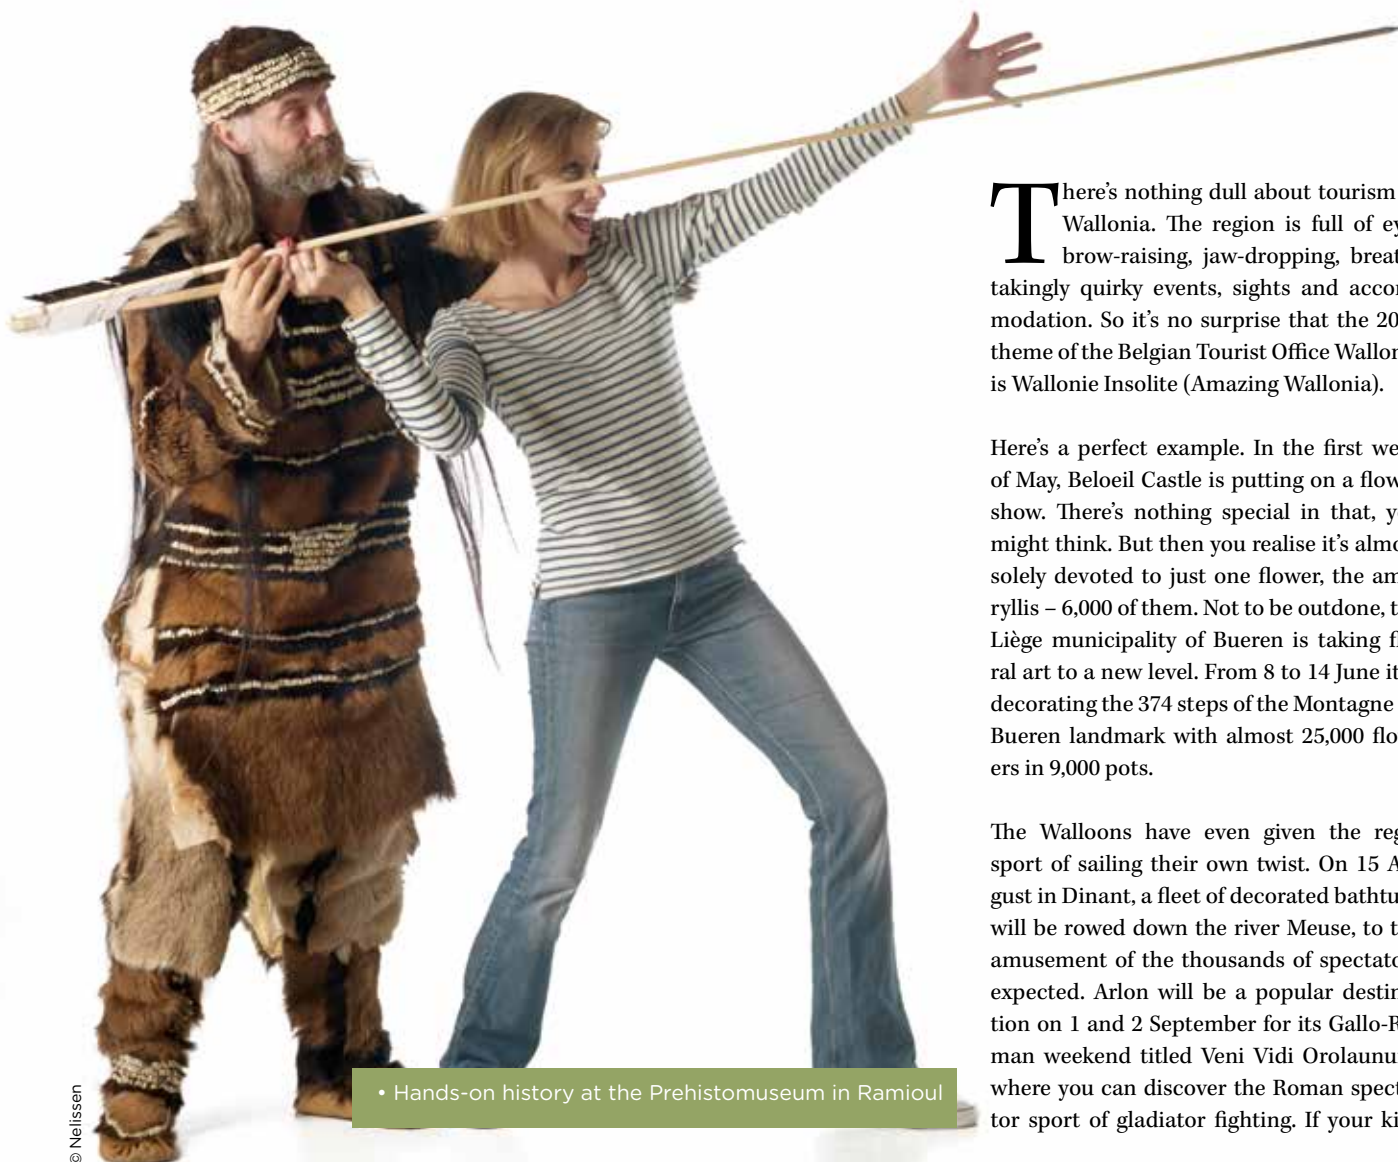 There's nothing dull about tourism
Wallonia. The region is full of ey
brow-raising, jaw-dropping, breat
takingly quirky events, sights and accor
modation. So it's no surprise that the 20
theme of the Belgian Tourist Office Wallon
is Wallonie Insolite (Amazing Wallonia).
Here's a perfect example. In the first we
of May, Beloeil Castle is putting on a flow
show. There's nothing special in that, y
might think. But then you realise it's almo
solely devoted to just one flower, the am
ryllis – 6,000 of them. Not to be outdone, t
Liège municipality of Bueren is taking fl
ral art to a new level. From 8 to 14 June it
decorating the 374 steps of the Montagne
Bueren landmark with almost 25,000 flo
ers in 9,000 pots.
The Walloons have even given the reg
sport of sailing their own twist. On 15 A
gust in Dinant, a fleet of decorated bathtu
will be rowed down the river Meuse, to t
amusement of the thousands of spectato
expected. Arlon will be a popular destin
tion on 1 and 2 September for its Gallo-R
man weekend titled Veni Vidi Orolaunu
where you can discover the Roman spect
tor sport of gladiator fighting. If your ki
• Hands-on history at the Prehistomuseum in Ramioul
© Nelissen